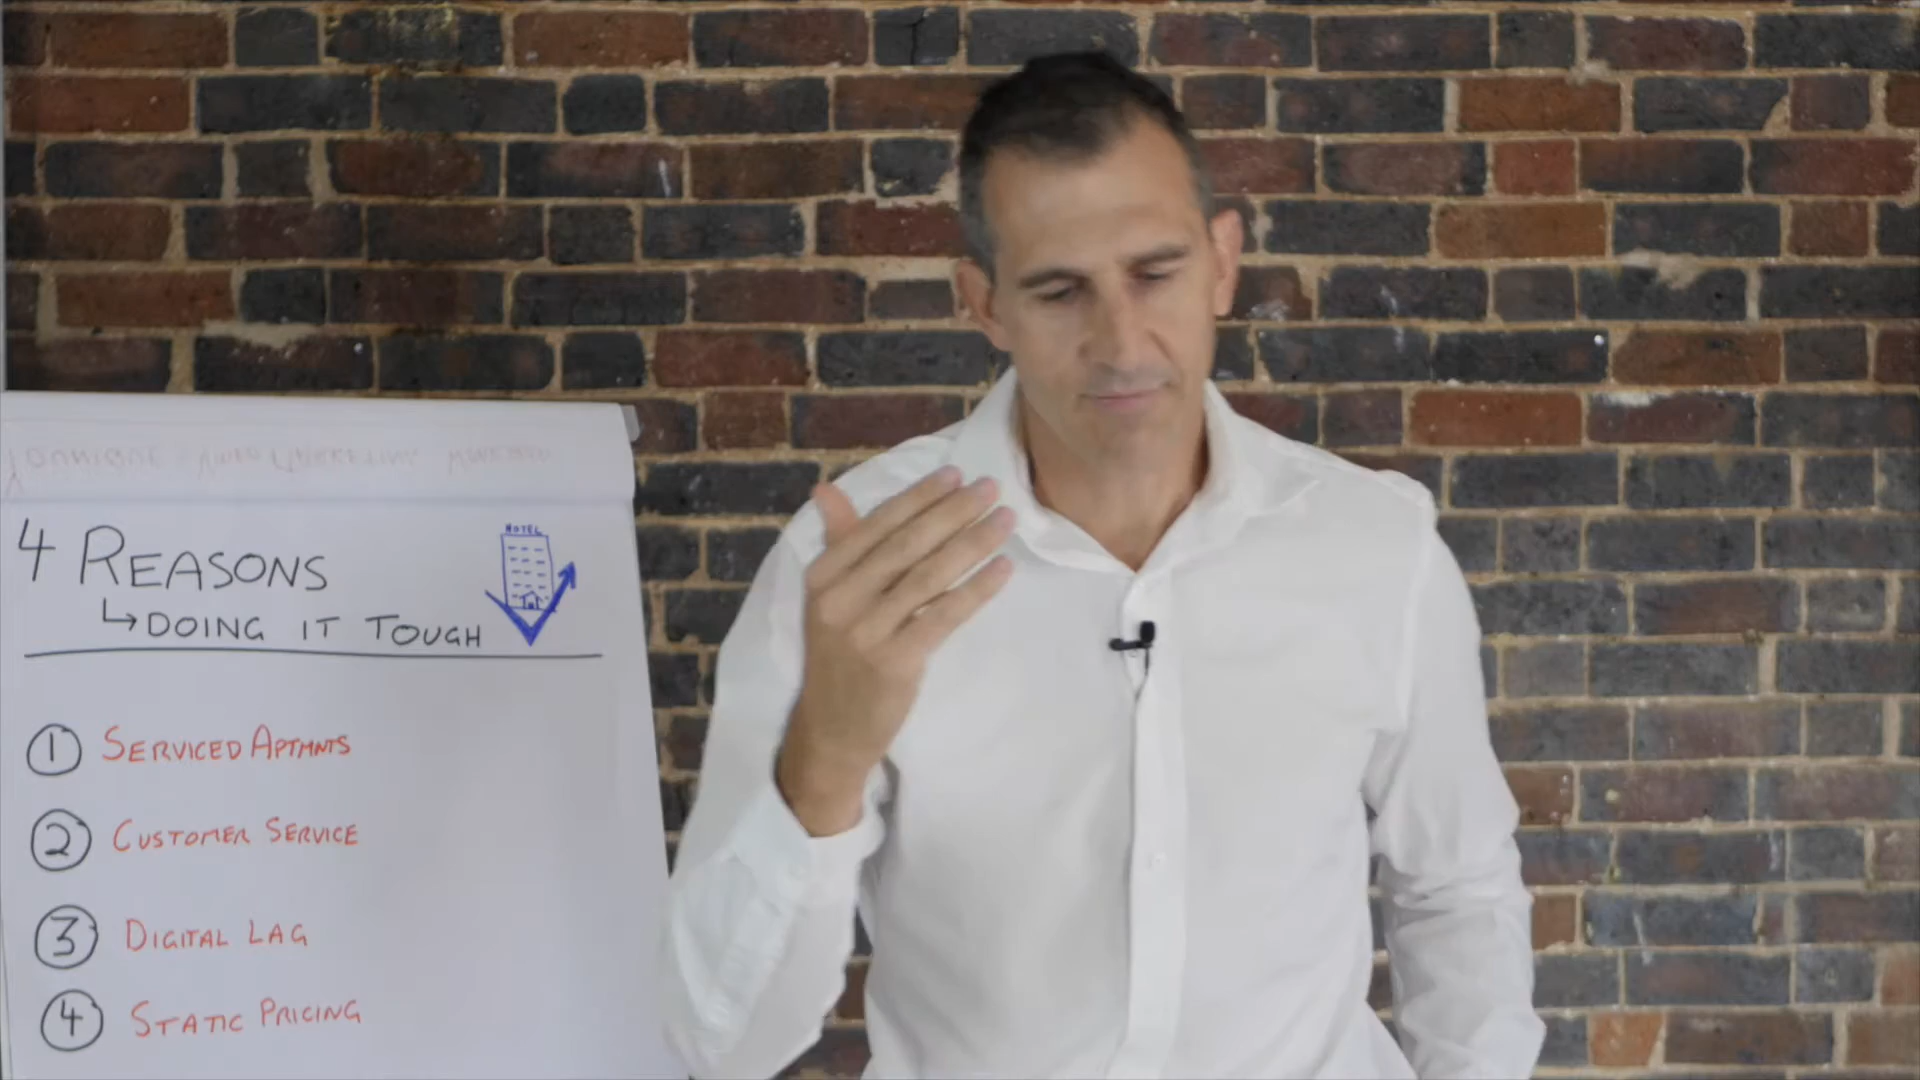 4 REASONS
HOTEL
↳ DOING IT TOUGH
1 SERVICED APTMNTS
2 CUSTOMER SERVICE
3 DIGITAL LAG
4 STATIC PRICING